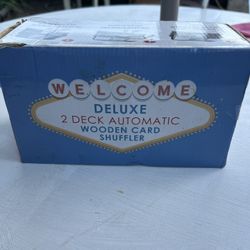 WELCOME
DELUXE
2 DECK AUTOMATIC
WOODEN CARD
SHUFFLER